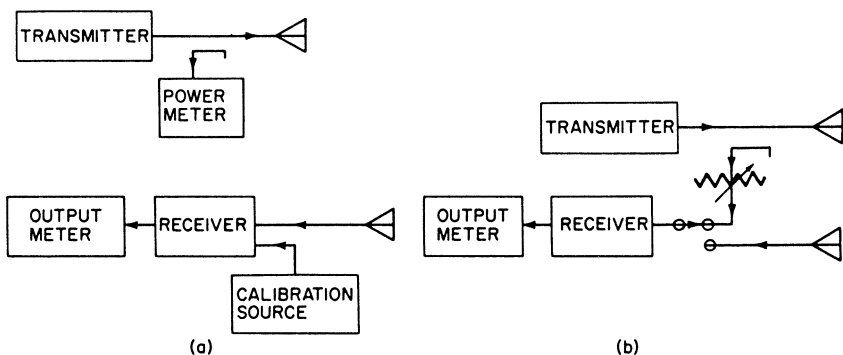 TRANSMITTER
POWER
METER
OUTPUT
METER
RECEIVER
CALIBRATION
SOURCE
(a)
TRANSMITTER
OUTPUT
METER
RECEIVER
(b)